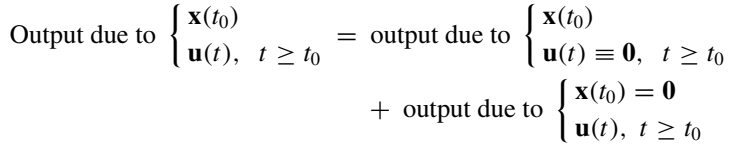 Output due to { x(t₀) u(t), t ≥ t₀ = output due to { x(t₀) u(t) ≡ 0, t ≥ t₀
+ output due to { x(t₀) = 0 u(t), t ≥ t₀